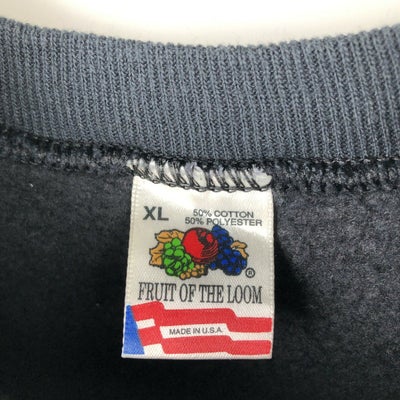 XL
50% COTTON
50% POLYESTER
®
FRUIT OF THE LOOM
MADE IN U.S.A.